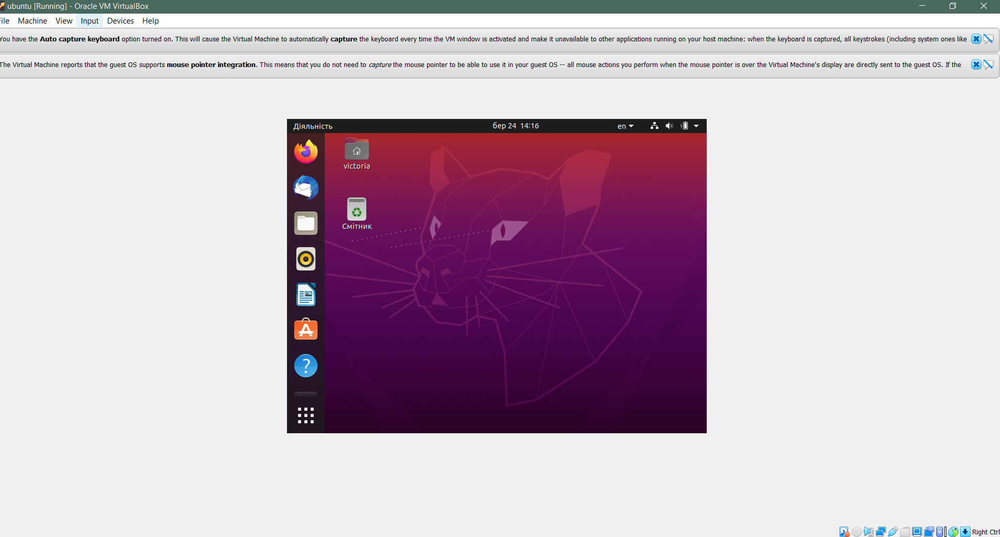 ubuntu [Running] - Oracle VM VirtualBox
File Machine View Input Devices Help
You have the Auto capture keyboard option turned on. This will cause the Virtual Machine to automatically capture the keyboard every time the VM window is activated and make it unavailable to other applications running on your host machine: when the keyboard is captured, all keystrokes (including system ones like
The Virtual Machine reports that the guest OS supports mouse pointer integration. This means that you do not need to capture the mouse pointer to be able to use it in your guest OS -- all mouse actions you perform when the mouse pointer is over the Virtual Machine's display are directly sent to the guest OS. If the
Діяльність бер 24 14:16 en
victoria
Смітник
Right Ctrl